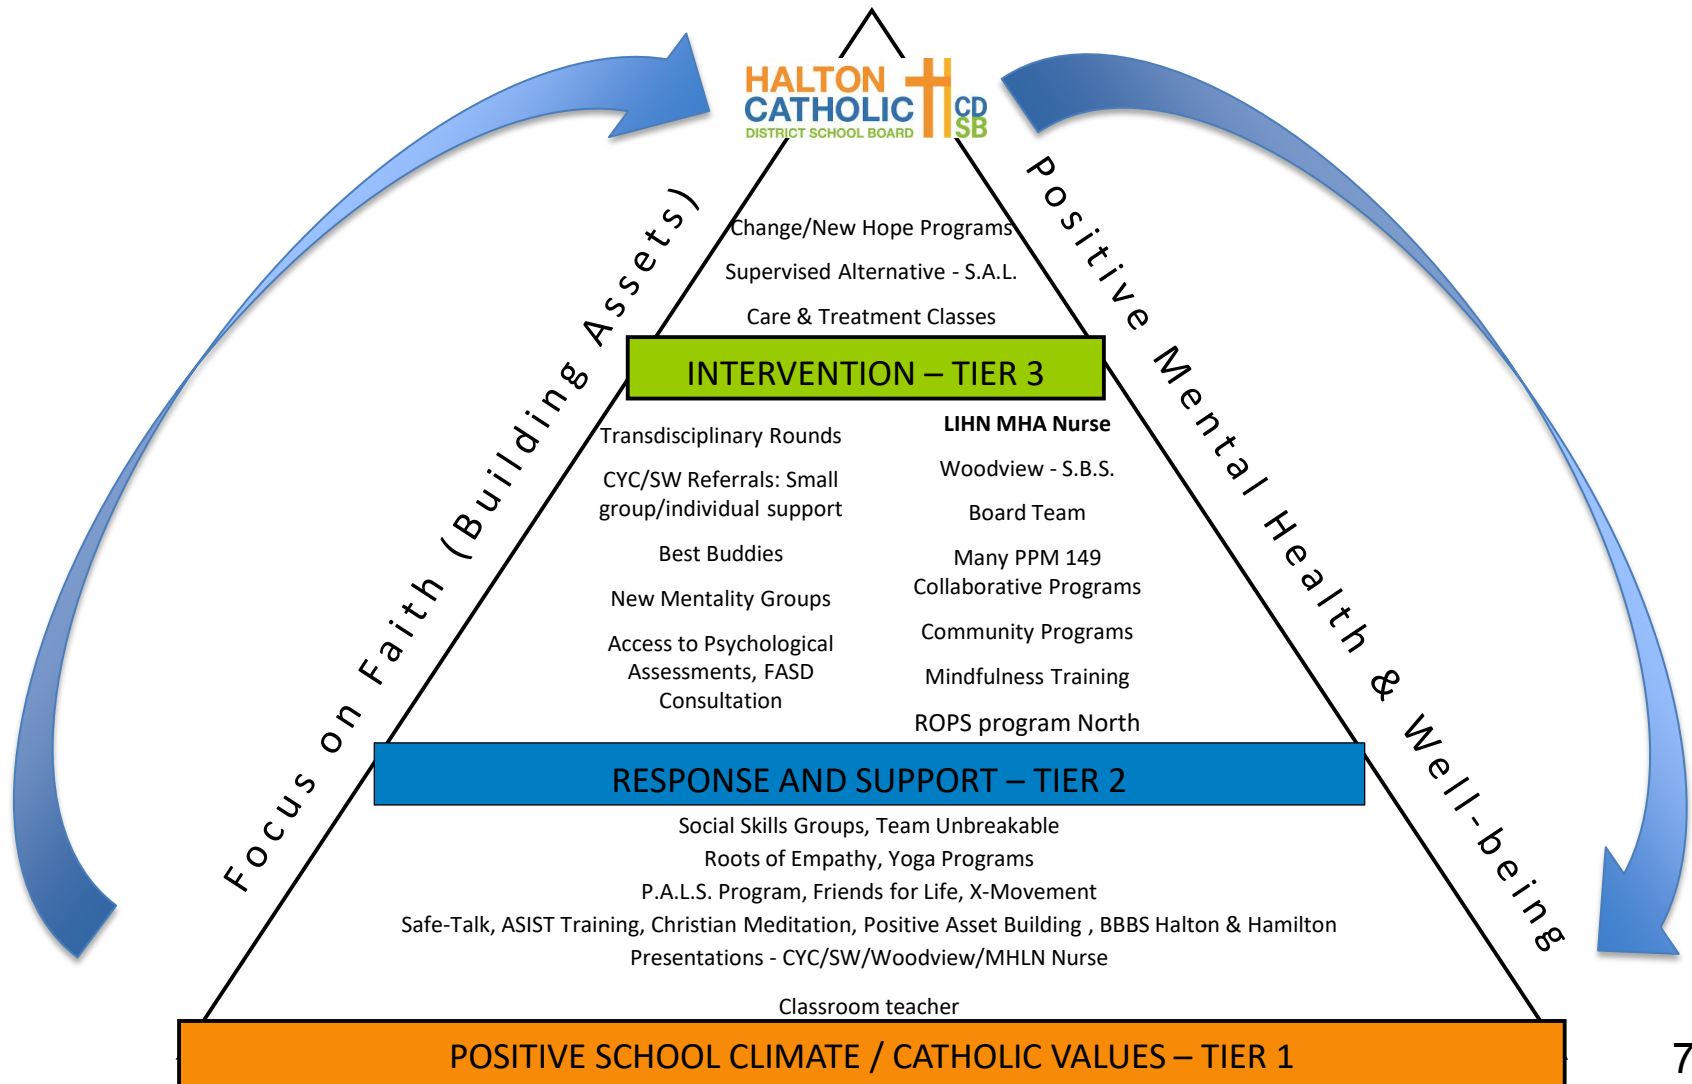 HALTON
CATHOLIC
DISTRICT SCHOOL BOARD
CD
SB
Focus on Faith (Building Assets)
Positive Mental Health & Well-being
Change/New Hope Programs
Supervised Alternative - S.A.L.
Care & Treatment Classes
INTERVENTION – TIER 3
Transdisciplinary Rounds
CYC/SW Referrals: Small
group/individual support
Best Buddies
New Mentality Groups
Access to Psychological
Assessments, FASD
Consultation
LIHN MHA Nurse
Woodview - S.B.S.
Board Team
Many PPM 149
Collaborative Programs
Community Programs
Mindfulness Training
ROPS program North
RESPONSE AND SUPPORT – TIER 2
Social Skills Groups, Team Unbreakable
Roots of Empathy, Yoga Programs
P.A.L.S. Program, Friends for Life, X-Movement
Safe-Talk, ASIST Training, Christian Meditation, Positive Asset Building , BBBS Halton & Hamilton
Presentations - CYC/SW/Woodview/MHLN Nurse
Classroom teacher
POSITIVE SCHOOL CLIMATE / CATHOLIC VALUES – TIER 1
7